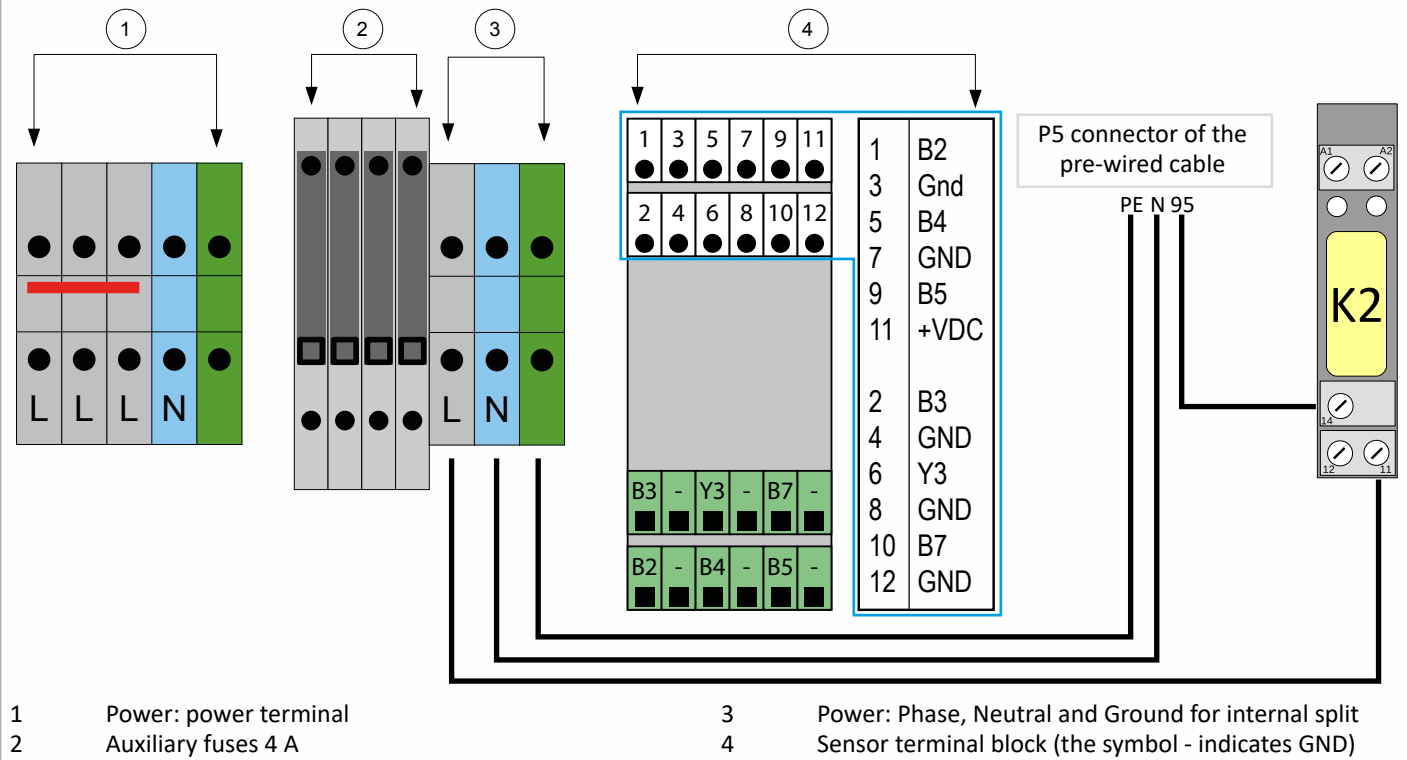 1
2
3
4
1 3 5 7 9 11
2 4 6 8 10 12
1 B2
3 Gnd
5 B4
7 GND
9 B5
11 +VDC
2 B3
4 GND
6 Y3
8 GND
10 B7
12 GND
P5 connector of the
pre-wired cable
PE N 95
A1 A2
K2
14
12 11
L L L N
L N
B3 - Y3 - B7 -
B2 - B4 - B5 -
1 Power: power terminal
2 Auxiliary fuses 4 A
3 Power: Phase, Neutral and Ground for internal split
4 Sensor terminal block (the symbol - indicates GND)